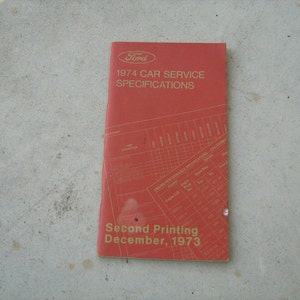 Ford
1974 CAR SERVICE
SPECIFICATIONS
Second Printing
December, 1973